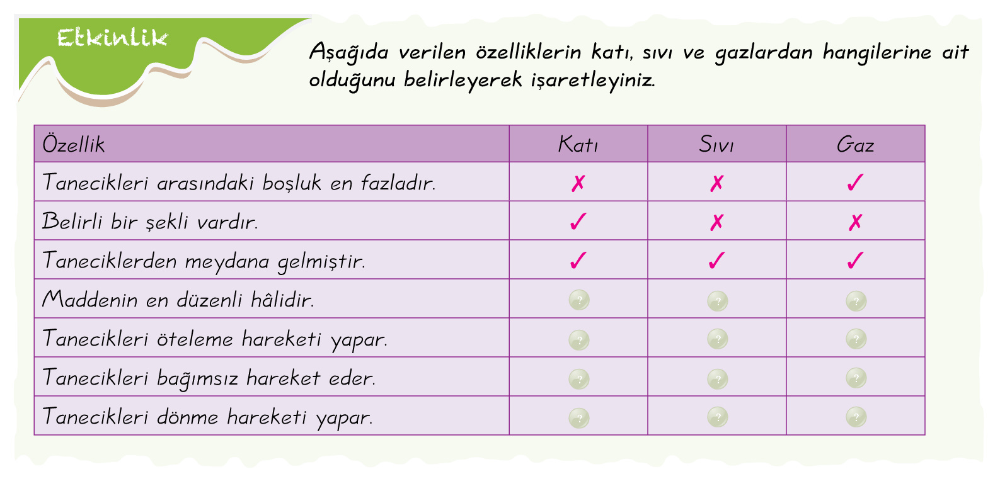 Etkinlik
Aşağıda verilen özelliklerin katı, sıvı ve gazlardan hangilerine ait
olduğunu belirleyerek işaretleyiniz.
Özellik Katı Sıvı Gaz
Tanecikleri arasındaki boşluk en fazladır. ✗ ✗ ✓
Belirli bir şekli vardır. ✓ ✗ ✗
Taneciklerden meydana gelmiştir. ✓ ✓ ✓
Maddenin en düzenli hâlidir. ? ? ?
Tanecikleri öteleme hareketi yapar. ? ? ?
Tanecikleri bağımsız hareket eder. ? ? ?
Tanecikleri dönme hareketi yapar. ? ? ?